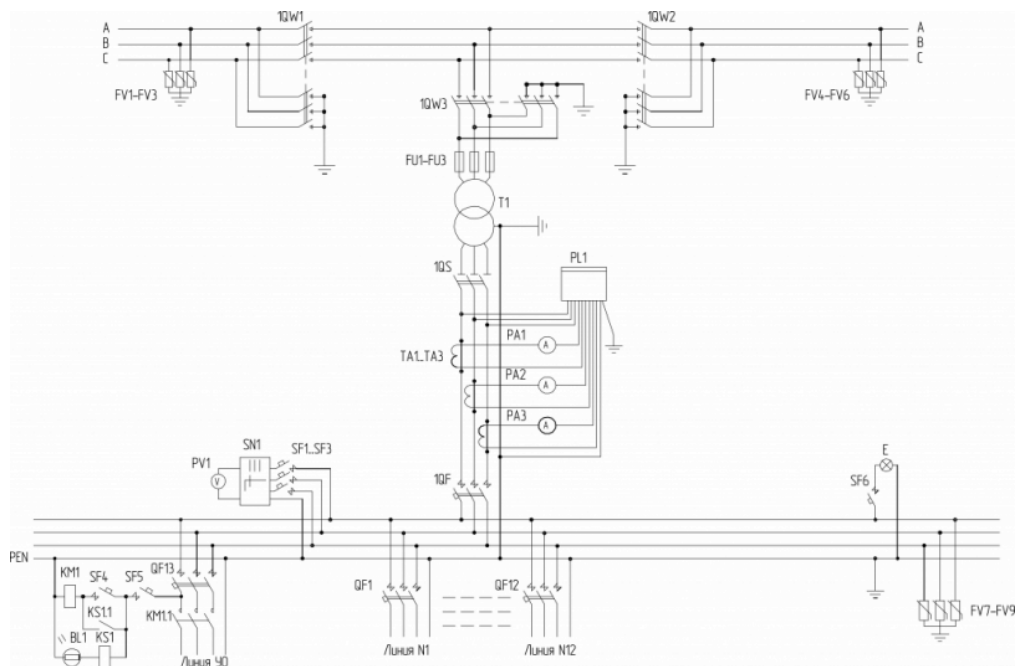 1QW1
1QW2
A
A
B
B
C
C
FV1-FV3
1QW3
FV4-FV6
FU1-FU3
T1
1QS
PL1
PA1
A
TA1..TA3
PA2
A
PA3
A
SN1
SF1..SF3
PV1
V
1QF
E
SF6
PEN
KM1
SF4
SF5
QF13
QF1
QF12
KS1.1
KM1.1
FV7-FV9
BL1
KS1
Линия УО
Линия N1
Линия N12